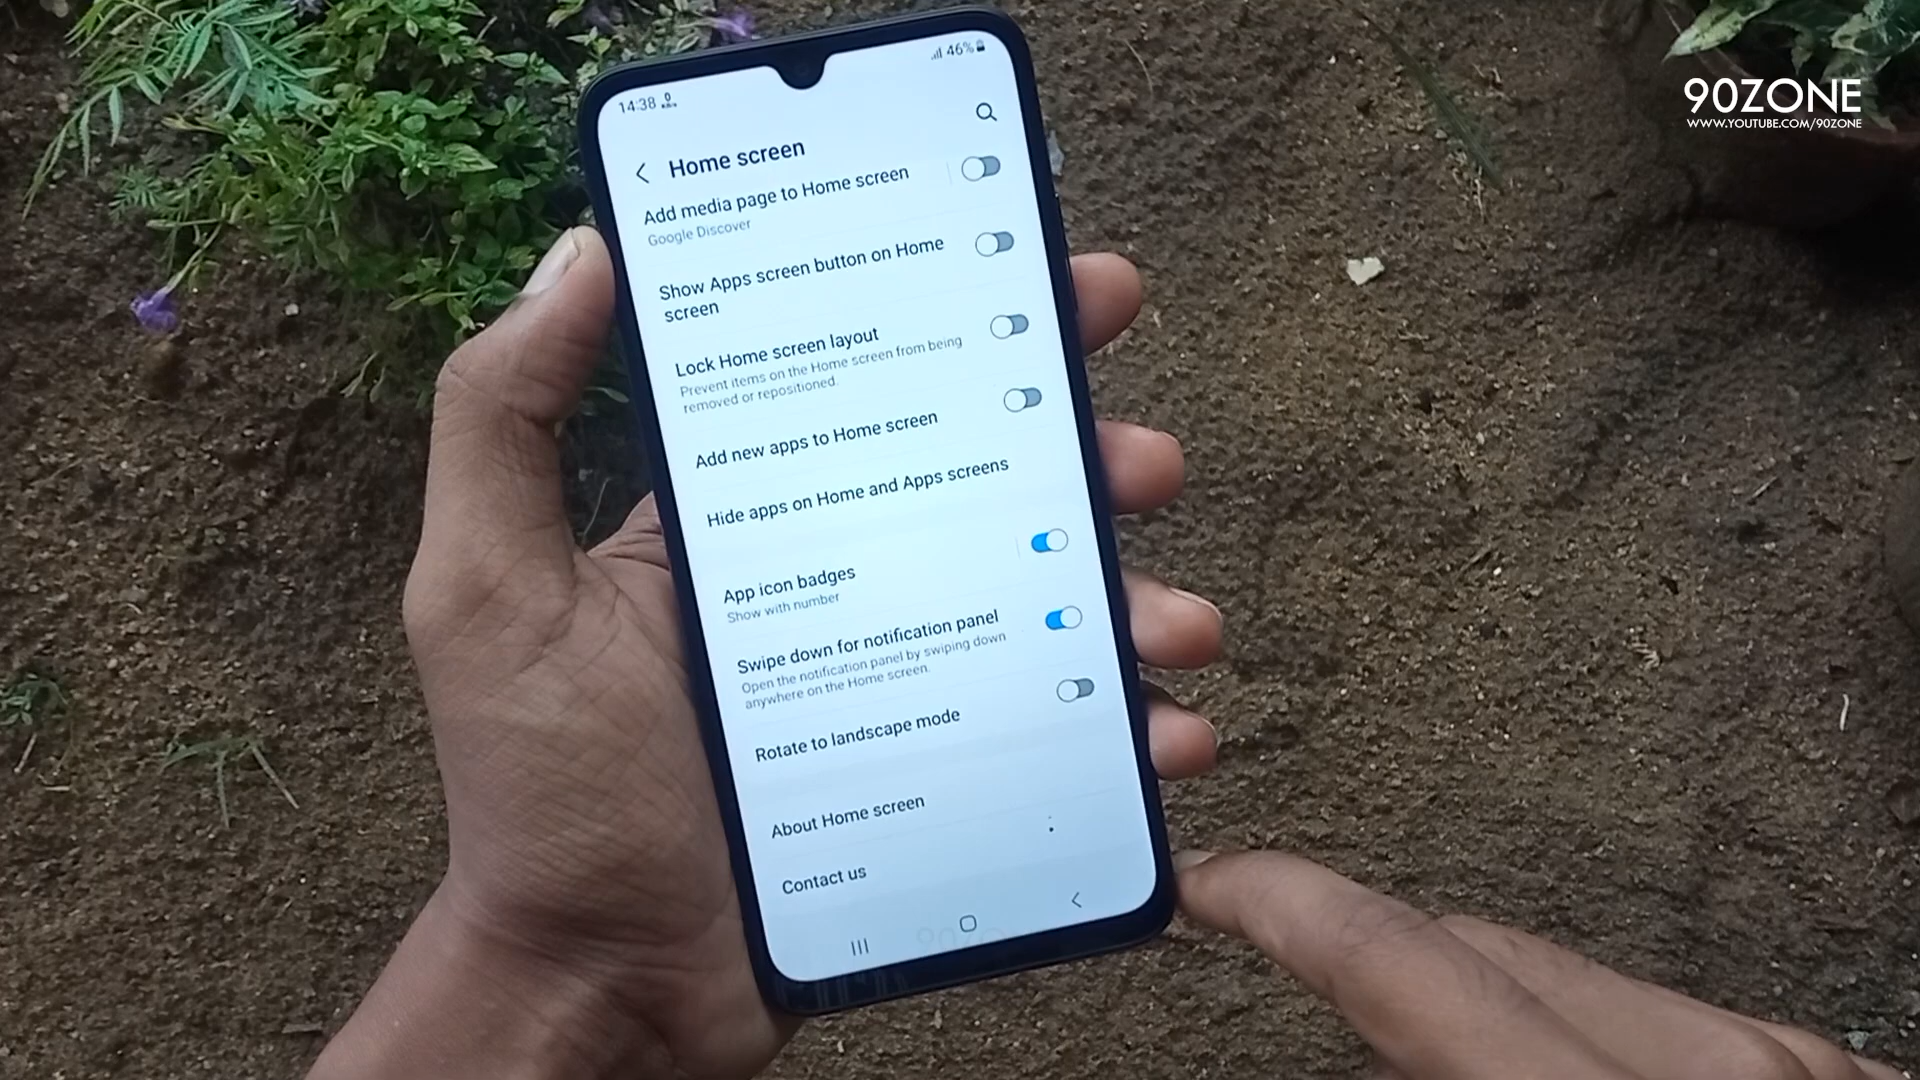 90ZONE
WWW.YOUTUBE.COM/90ZONE
14:38
46%
Home screen
Add media page to Home screen
Google Discover
Show Apps screen button on Home
screen
Lock Home screen layout
Prevent items on the Home screen from being
removed or repositioned.
Add new apps to Home screen
Hide apps on Home and Apps screens
App icon badges
Show with number
Swipe down for notification panel
Open the notification panel by swiping down
anywhere on the Home screen.
Rotate to landscape mode
About Home screen
Contact us